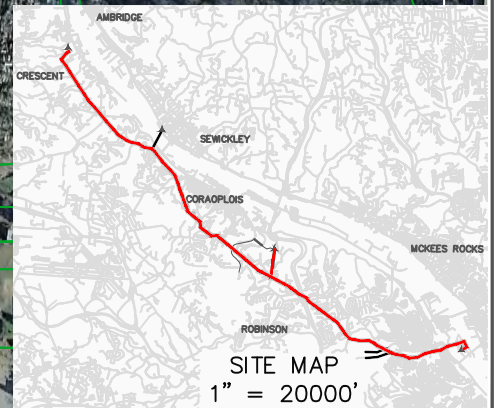 AMBRIDGE
CRESCENT
SEWICKLEY
CORAOPLOIS
MCKEES ROCKS
ROBINSON
SITE MAP
1" = 20000'